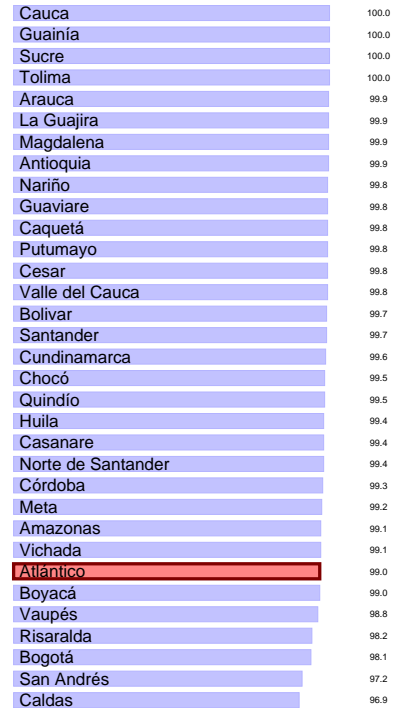 Cauca 100.0
Guainía 100.0
Sucre 100.0
Tolima 100.0
Arauca 99.9
La Guajira 99.9
Magdalena 99.9
Antioquia 99.9
Nariño 99.8
Guaviare 99.8
Caquetá 99.8
Putumayo 99.8
Cesar 99.8
Valle del Cauca 99.8
Bolivar 99.7
Santander 99.7
Cundinamarca 99.6
Chocó 99.5
Quindío 99.5
Huila 99.4
Casanare 99.4
Norte de Santander 99.4
Córdoba 99.3
Meta 99.2
Amazonas 99.1
Vichada 99.1
Atlántico 99.0
Boyacá 99.0
Vaupés 98.8
Risaralda 98.2
Bogotá 98.1
San Andrés 97.2
Caldas 96.9